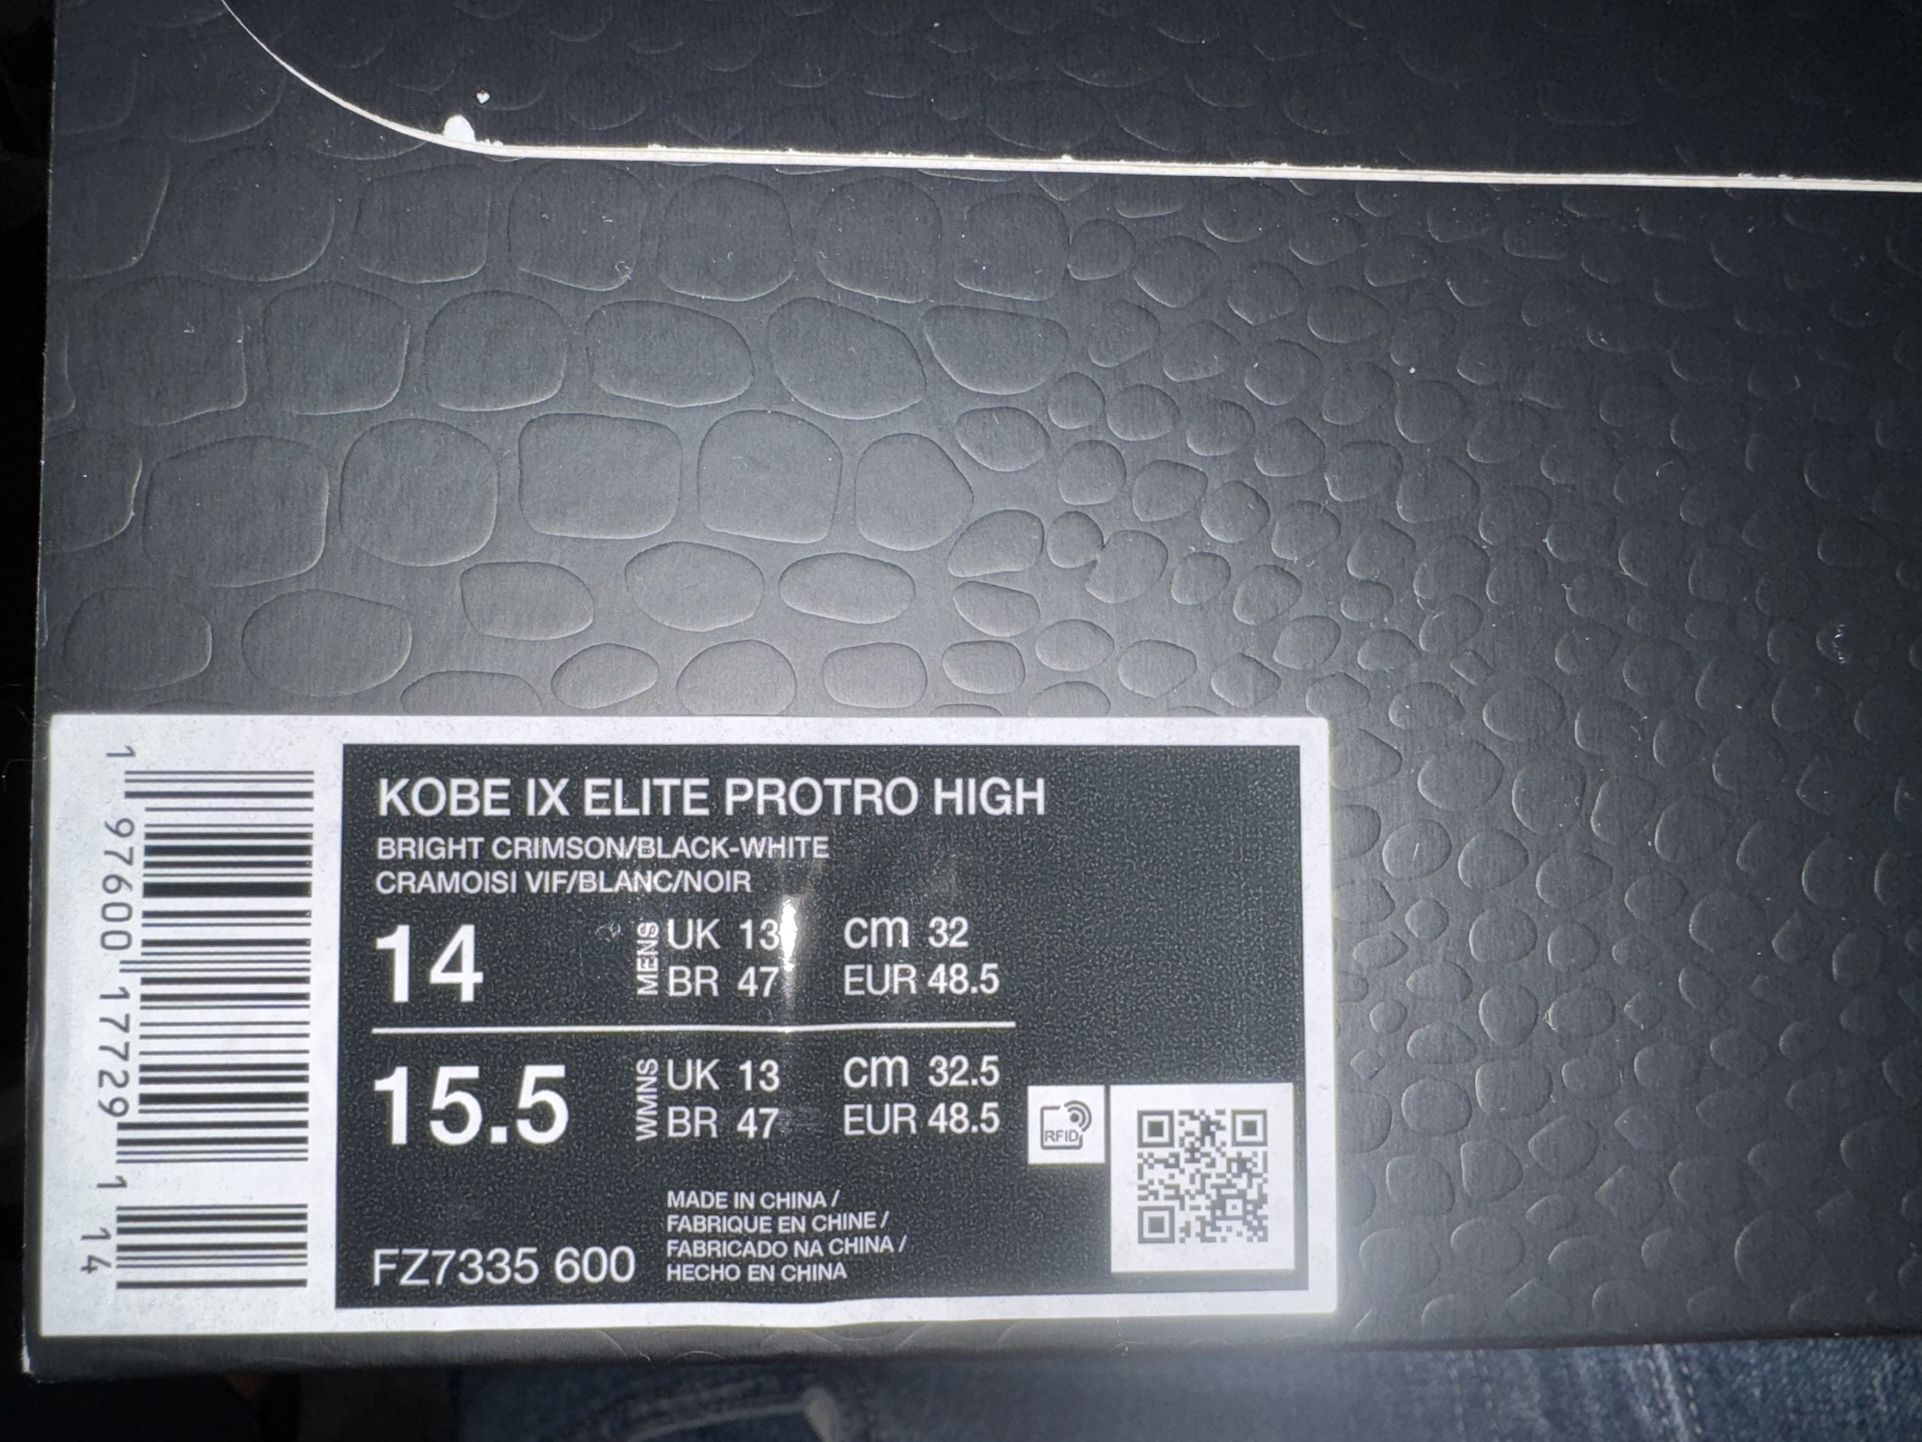 1 97600 17729 1 14
KOBE IX ELITE PROTRO HIGH
BRIGHT CRIMSON/BLACK-WHITE
CRAMOISI VIF/BLANC/NOIR
14 MENS UK 13 cm 32
BR 47 EUR 48.5
15.5 WMNS UK 13 cm 32.5
BR 47 EUR 48.5
RFID
MADE IN CHINA /
FABRIQUE EN CHINE /
FABRICADO NA CHINA /
HECHO EN CHINA
FZ7335 600